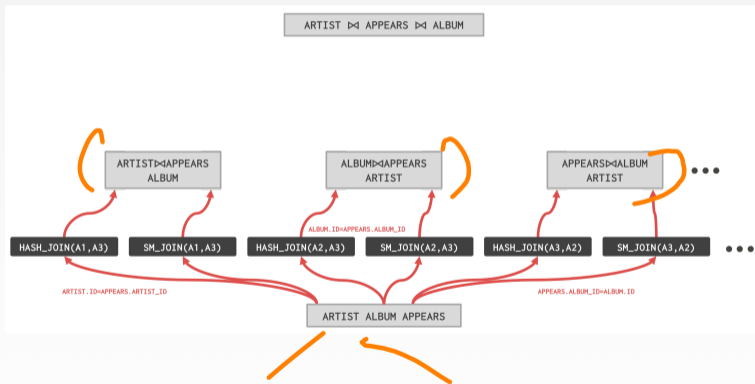 ARTIST ⋈ APPEARS ⋈ ALBUM
ARTIST⋈APPEARS
ALBUM
ALBUM⋈APPEARS
ARTIST
APPEARS⋈ALBUM
ARTIST
•••
ALBUM.ID=APPEARS.ALBUM_ID
HASH_JOIN(A1,A3)
SM_JOIN(A1,A3)
HASH_JOIN(A2,A3)
SM_JOIN(A2,A3)
HASH_JOIN(A3,A2)
SM_JOIN(A3,A2)
•••
ARTIST.ID=APPEARS.ARTIST_ID
APPEARS.ALBUM_ID=ALBUM.ID
ARTIST ALBUM APPEARS